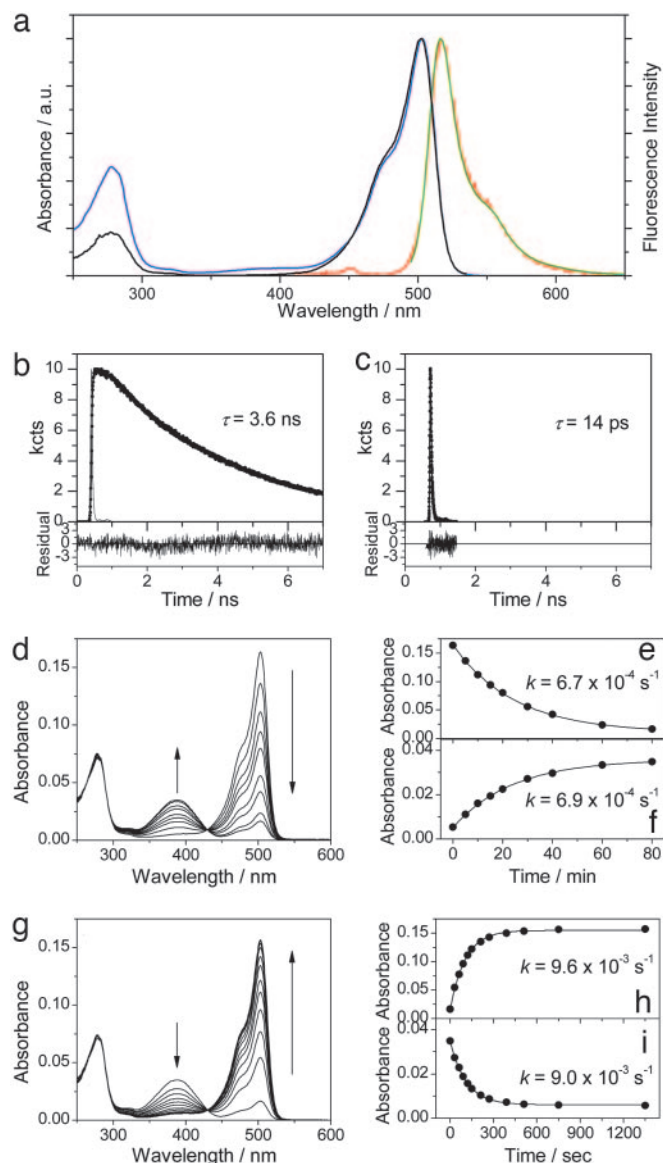 a
Absorbance / a.u.
Fluorescence Intensity
300 400 500 600
Wavelength / nm
b
10
8
6
4
2
0
kcts
τ = 3.6 ns
3
0
-3
Residual
0 2 4 6
Time / ns
c
10
8
6
4
2
0
kcts
τ = 14 ps
3
0
-3
Residual
0 2 4 6
Time / ns
d
0.15
0.10
0.05
0.00
Absorbance
300 400 500 600
Wavelength / nm
e
0.15
0.10
0.05
0.00
Absorbance
k = 6.7 x 10⁻⁴ s⁻¹
0.04
0.02
0.00
Absorbance
k = 6.9 x 10⁻⁴ s⁻¹
f
0 20 40 60 80
Time / min
g
0.15
0.10
0.05
0.00
Absorbance
300 400 500 600
Wavelength / nm
0.15
0.10
0.05
0.00
Absorbance
k = 9.6 x 10⁻³ s⁻¹
h
i
0.04
0.02
0.00
Absorbance
k = 9.0 x 10⁻³ s⁻¹
0 300 600 900 1200
Time / sec